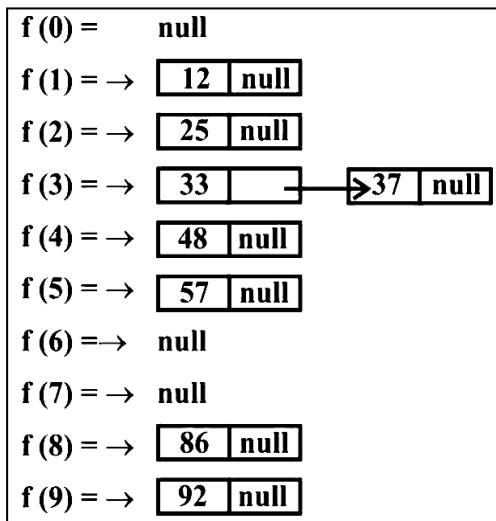 f (0) = null
f (1) = → 12 null
f (2) = → 25 null
f (3) = → 33 37 null
f (4) = → 48 null
f (5) = → 57 null
f (6) =→ null
f (7) = → null
f (8) = → 86 null
f (9) = → 92 null